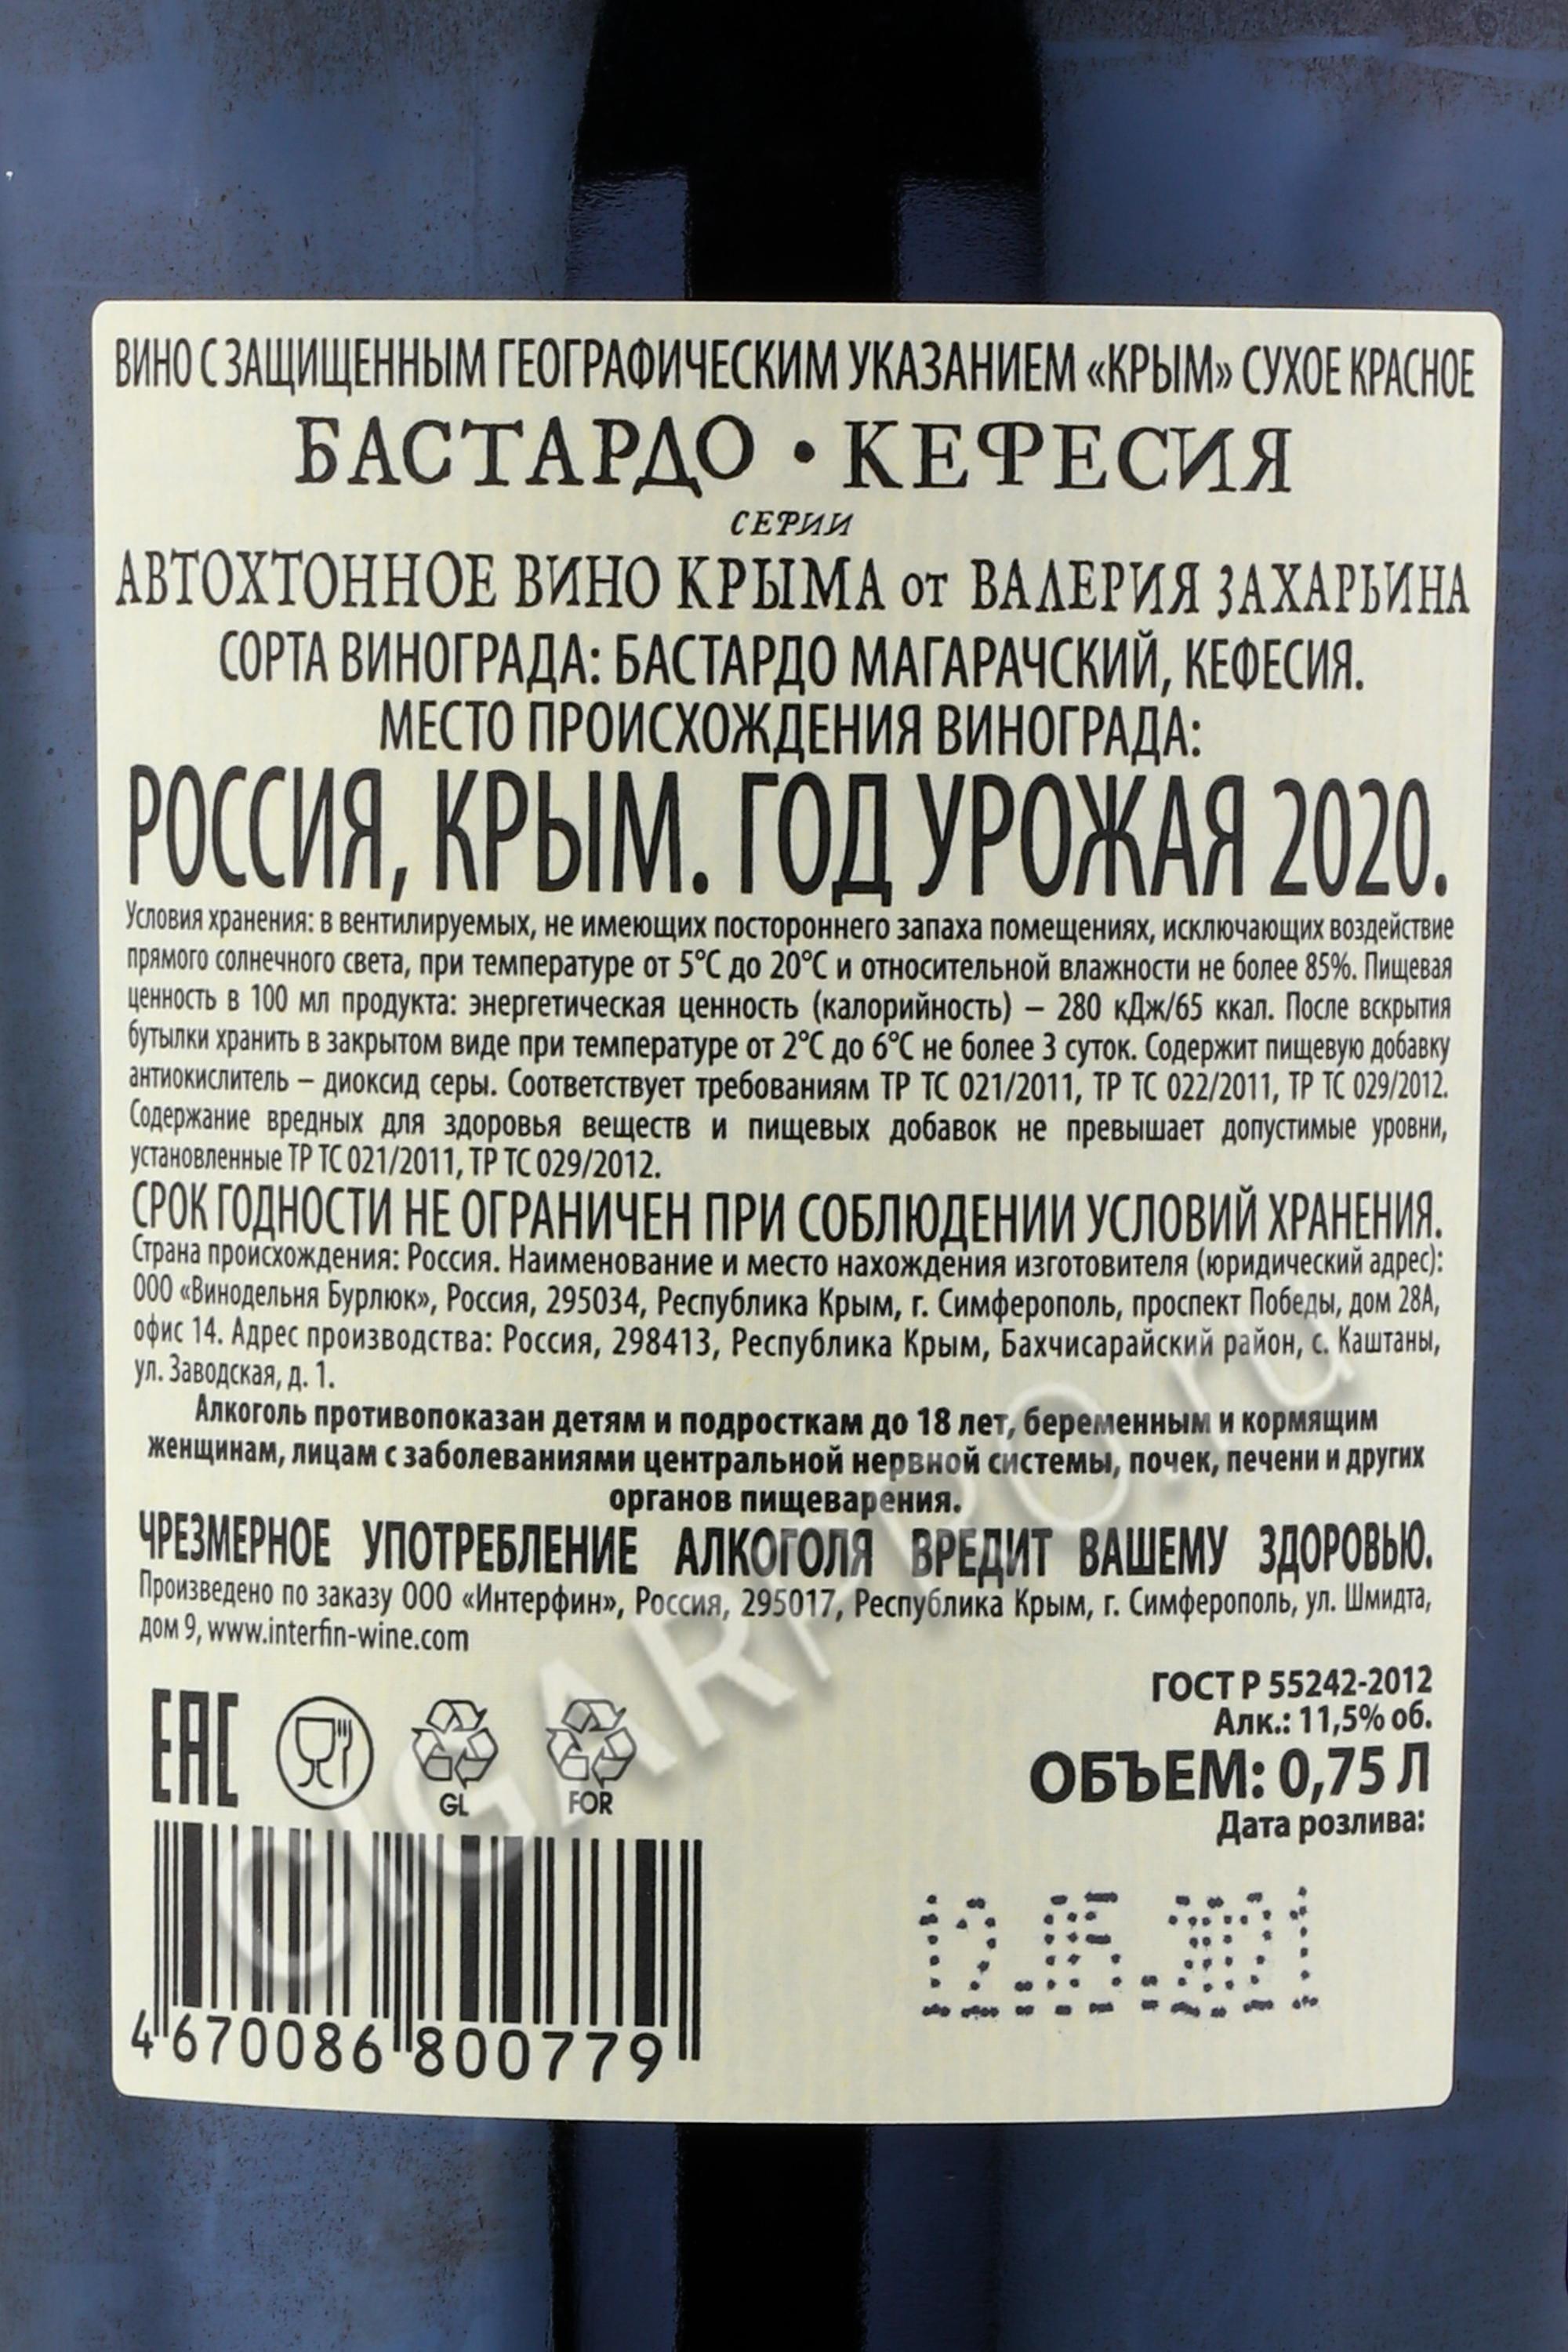 ВИНО С ЗАЩИЩЕННЫМ ГЕОГРАФИЧЕСКИМ УКАЗАНИЕМ «КРЫМ» СУХОЕ КРАСНОЕ
БАСТАРДО • КЕФЕСИЯ
СЕРИИ
АВТОХТОННОЕ ВИНО КРЫМА от ВАЛЕРИЯ ЗАХАРЬИНА
СОРТА ВИНОГРАДА: БАСТАРДО МАГАРАЧСКИЙ, КЕФЕСИЯ.
МЕСТО ПРОИСХОЖДЕНИЯ ВИНОГРАДА:
РОССИЯ, КРЫМ. ГОД УРОЖАЯ 2020.
Условия хранения: в вентилируемых, не имеющих постороннего запаха помещениях, исключающих воздействие
прямого солнечного света, при температуре от 5°С до 20°С и относительной влажности не более 85%. Пищевая
ценность в 100 мл продукта: энергетическая ценность (калорийность) – 280 кДж/65 ккал. После вскрытия
бутылки хранить в закрытом виде при температуре от 2°С до 6°С не более 3 суток. Содержит пищевую добавку
антиокислитель – диоксид серы. Соответствует требованиям ТР ТС 021/2011, ТР ТС 022/2011, ТР ТС 029/2012.
Содержание вредных для здоровья веществ и пищевых добавок не превышает допустимые уровни,
установленные ТР ТС 021/2011, ТР ТС 029/2012.
СРОК ГОДНОСТИ НЕ ОГРАНИЧЕН ПРИ СОБЛЮДЕНИИ УСЛОВИЙ ХРАНЕНИЯ.
Страна происхождения: Россия. Наименование и место нахождения изготовителя (юридический адрес):
ООО «Винодельня Бурлюк», Россия, 295034, Республика Крым, г. Симферополь, проспект Победы, дом 28А,
офис 14. Адрес производства: Россия, 298413, Республика Крым, Бахчисарайский район, с. Каштаны,
ул. Заводская, д. 1.
Алкоголь противопоказан детям и подросткам до 18 лет, беременным и кормящим
женщинам, лицам с заболеваниями центральной нервной системы, почек, печени и других
органов пищеварения.
ЧРЕЗМЕРНОЕ УПОТРЕБЛЕНИЕ АЛКОГОЛЯ ВРЕДИТ ВАШЕМУ ЗДОРОВЬЮ.
Произведено по заказу ООО «Интерфин», Россия, 295017, Республика Крым, г. Симферополь, ул. Шмидта,
дом 9, www.interfin-wine.com
ГОСТ Р 55242-2012
Алк.: 11,5% об.
ОБЪЕМ: 0,75 Л
Дата розлива:
EAC
GL
FOR
4 670086 800779
CIGARPRO.ru